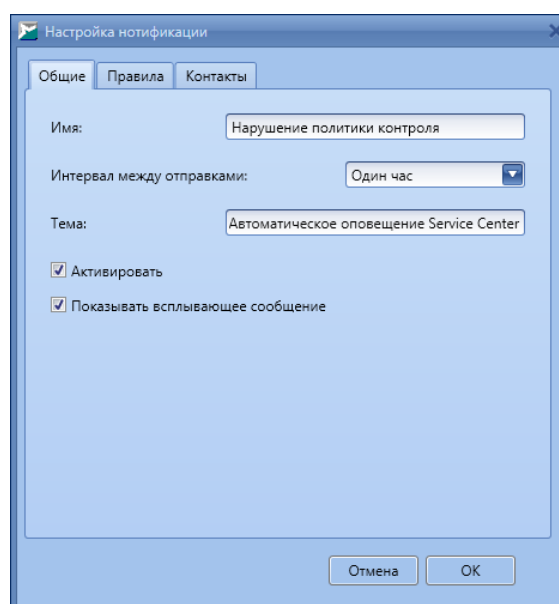 Настройка нотификации
Общие Правила Контакты
Имя: Нарушение политики контроля
Интервал между отправками: Один час
Тема: Автоматическое оповещение Service Center
Активировать
Показывать всплывающее сообщение
Отмена OK